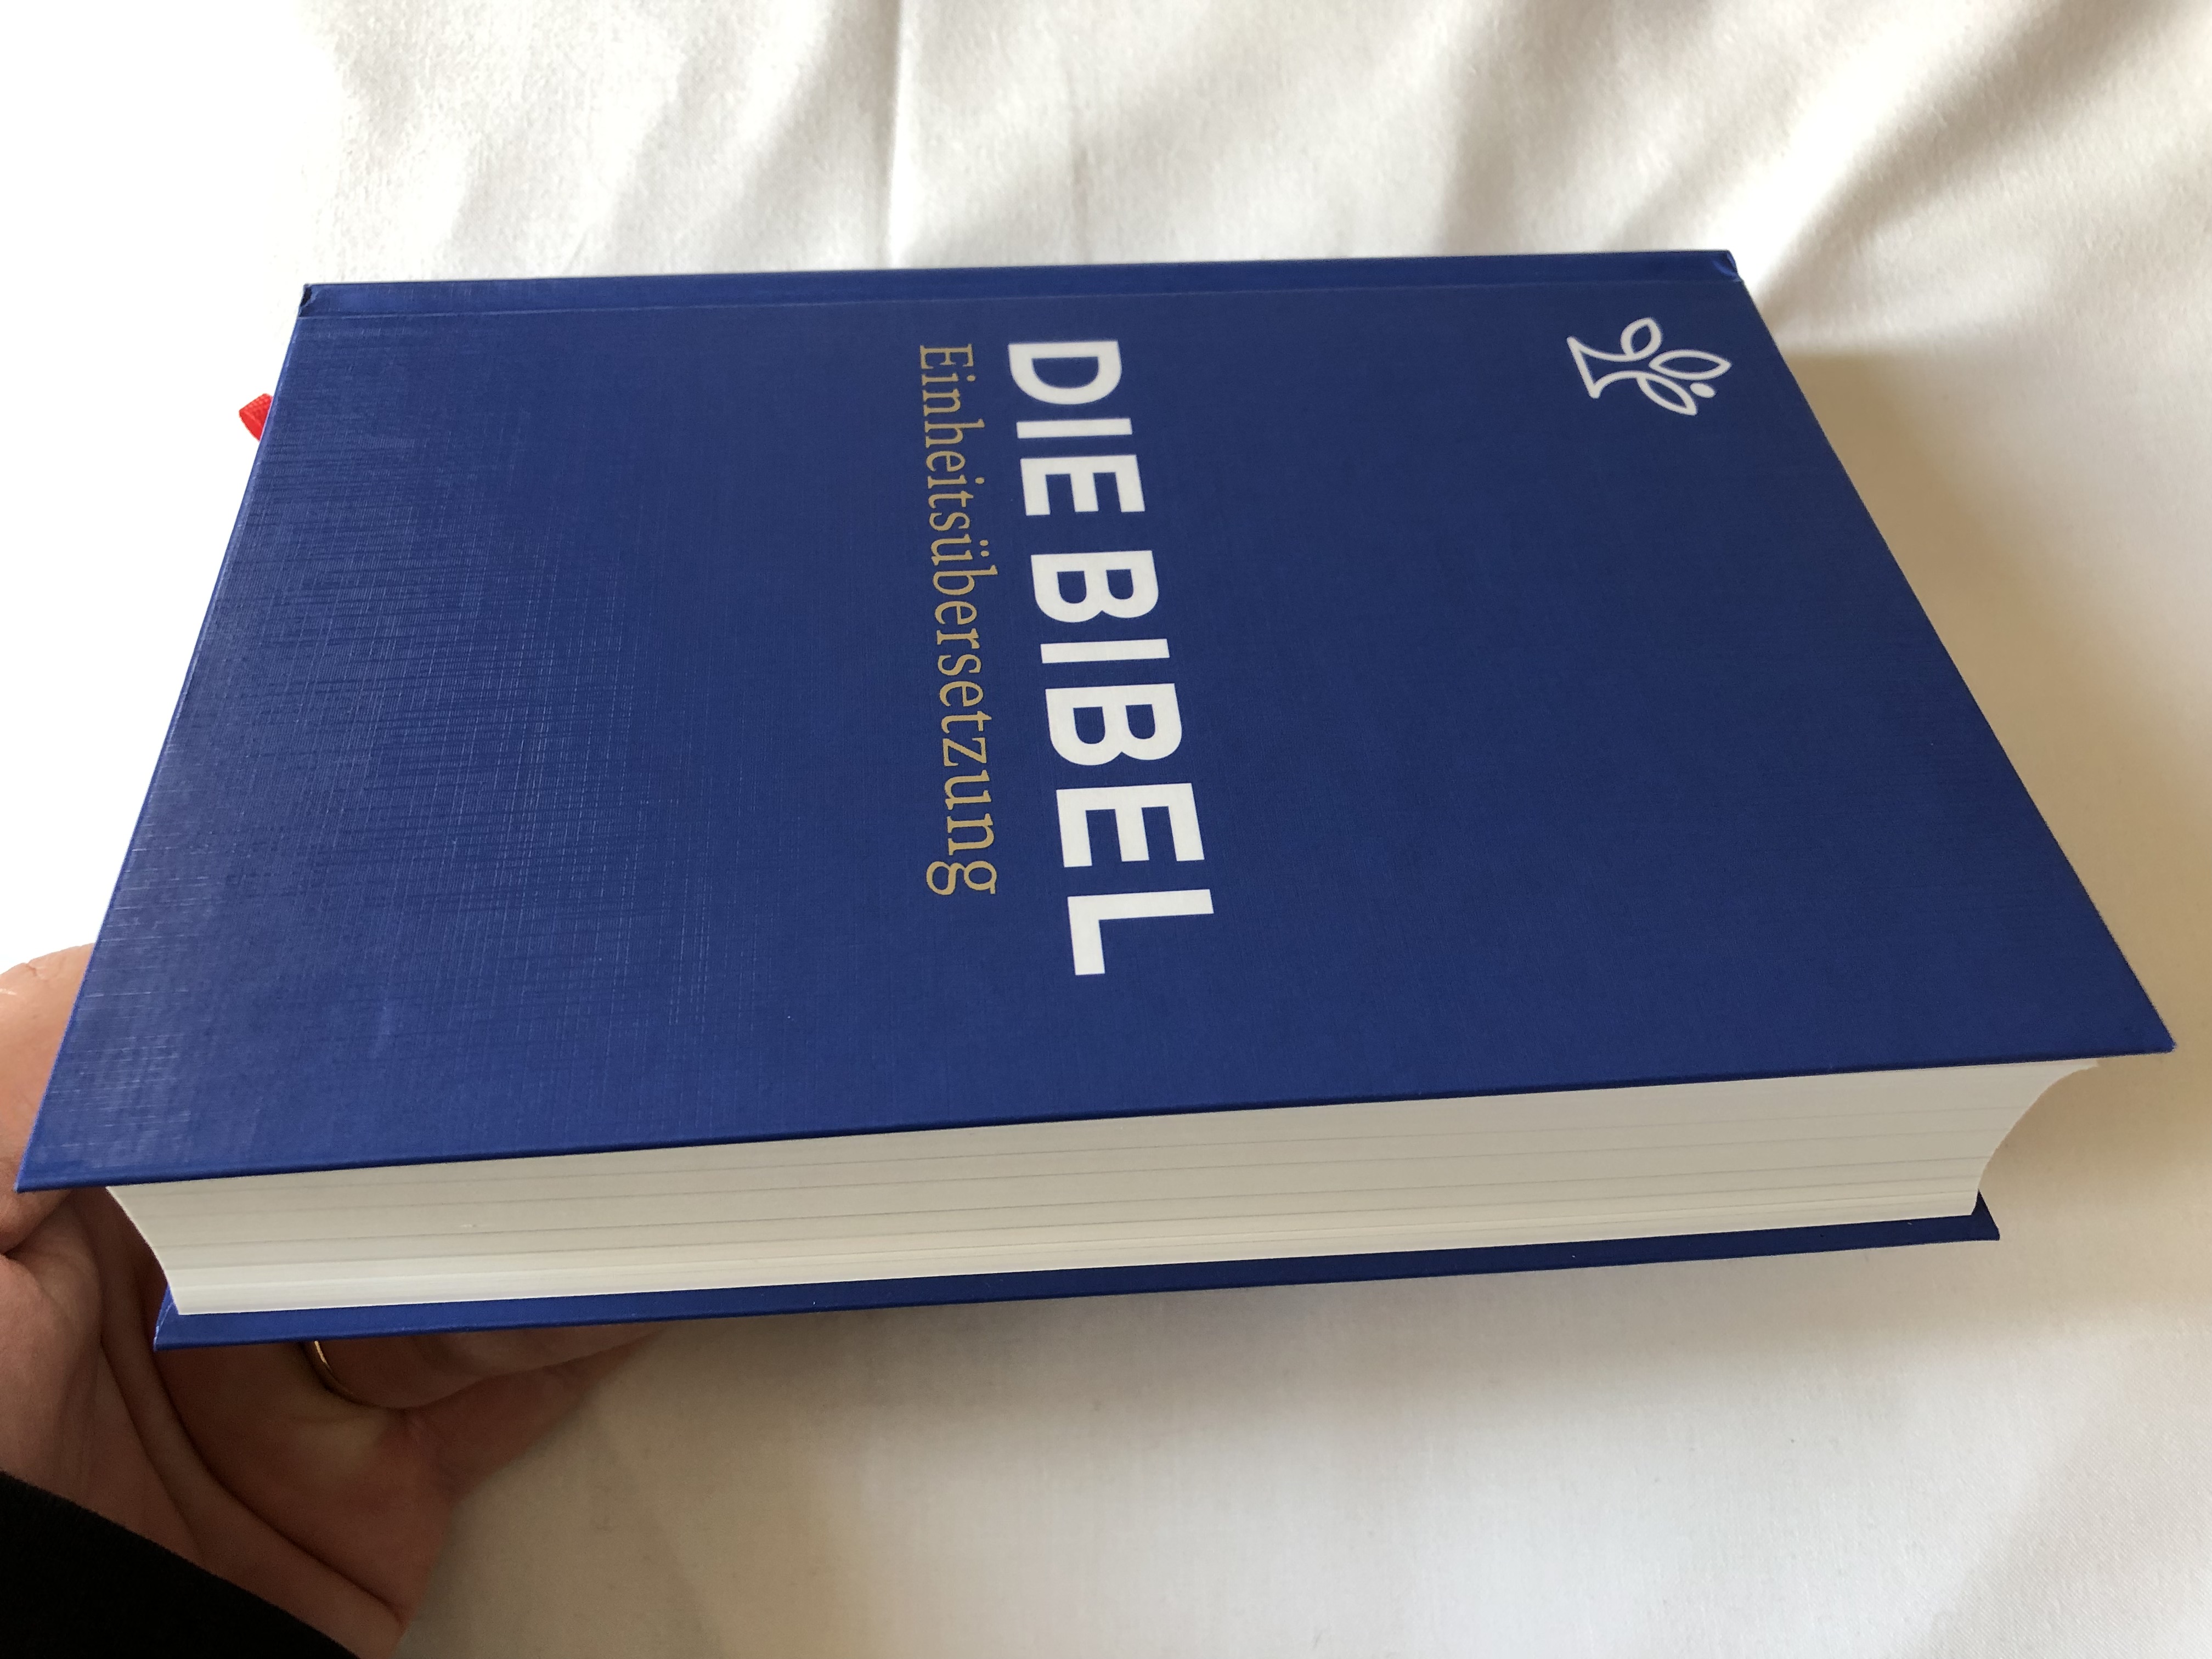 DIE BIBEL
Einheitsübersetzung